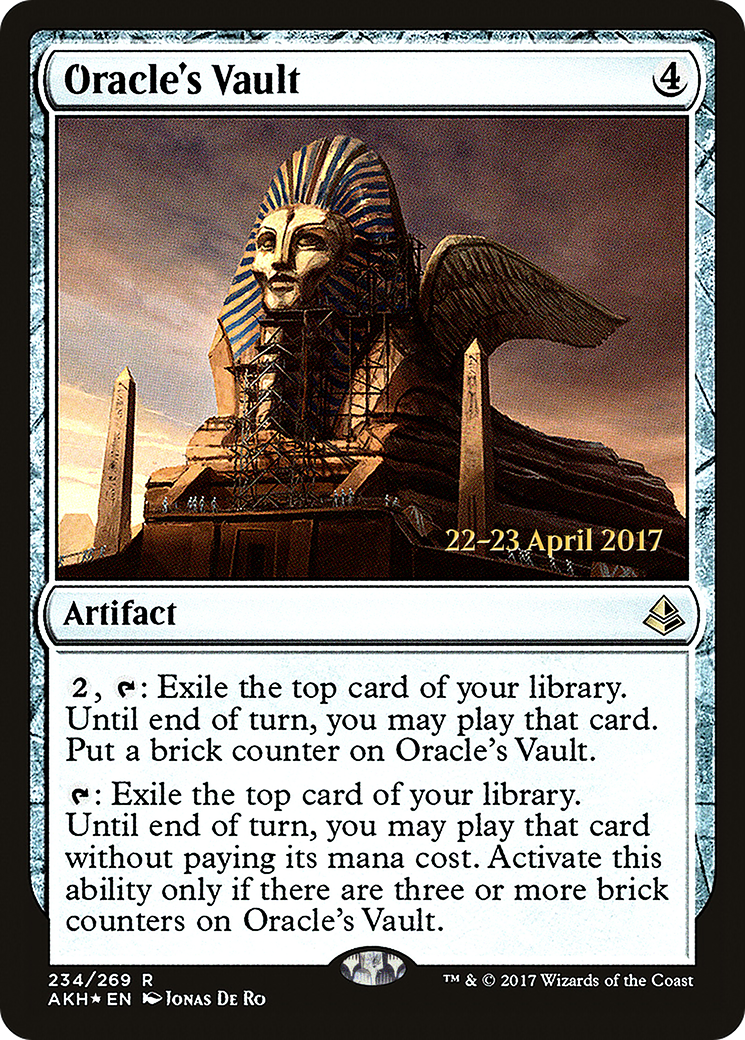 Oracle's Vault 4
22–23 April 2017
Artifact
2, : Exile the top card of your library.
Until end of turn, you may play that card.
Put a brick counter on Oracle's Vault.
: Exile the top card of your library.
Until end of turn, you may play that card
without paying its mana cost. Activate this
ability only if there are three or more brick
counters on Oracle's Vault.
234/269 R
™ & © 2017 Wizards of the Coast
AKH★EN Jonas De Ro